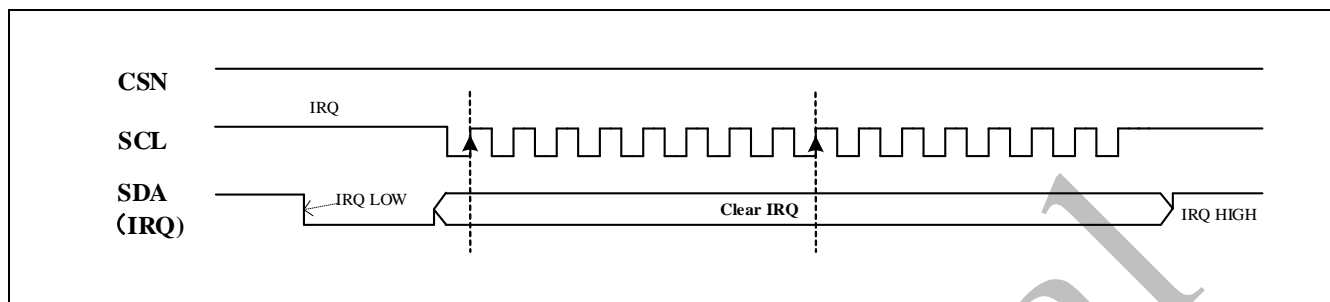 CSN
IRQ
SCL
SDA
IRQ LOW
Clear IRQ
（IRQ)
IRQ HIGH